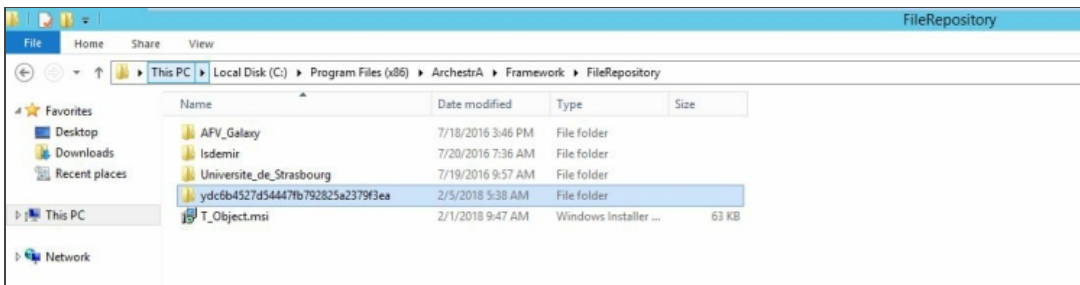 FileRepository
File Home Share View
This PC Local Disk (C:) Program Files (x86) ArchestrA Framework FileRepository
Favorites
Desktop
Downloads
Recent places
This PC
Network
Name Date modified Type Size
AFV_Galaxy 7/18/2016 3:46 PM File folder
Isdemir 7/20/2016 7:36 AM File folder
Universite_de_Strasbourg 7/19/2016 9:57 AM File folder
ydc6b4527d54447fb792825a2379f3ea 2/5/2018 5:38 AM File folder
T_Object.msi 2/1/2018 9:47 AM Windows Installer ... 63 KB